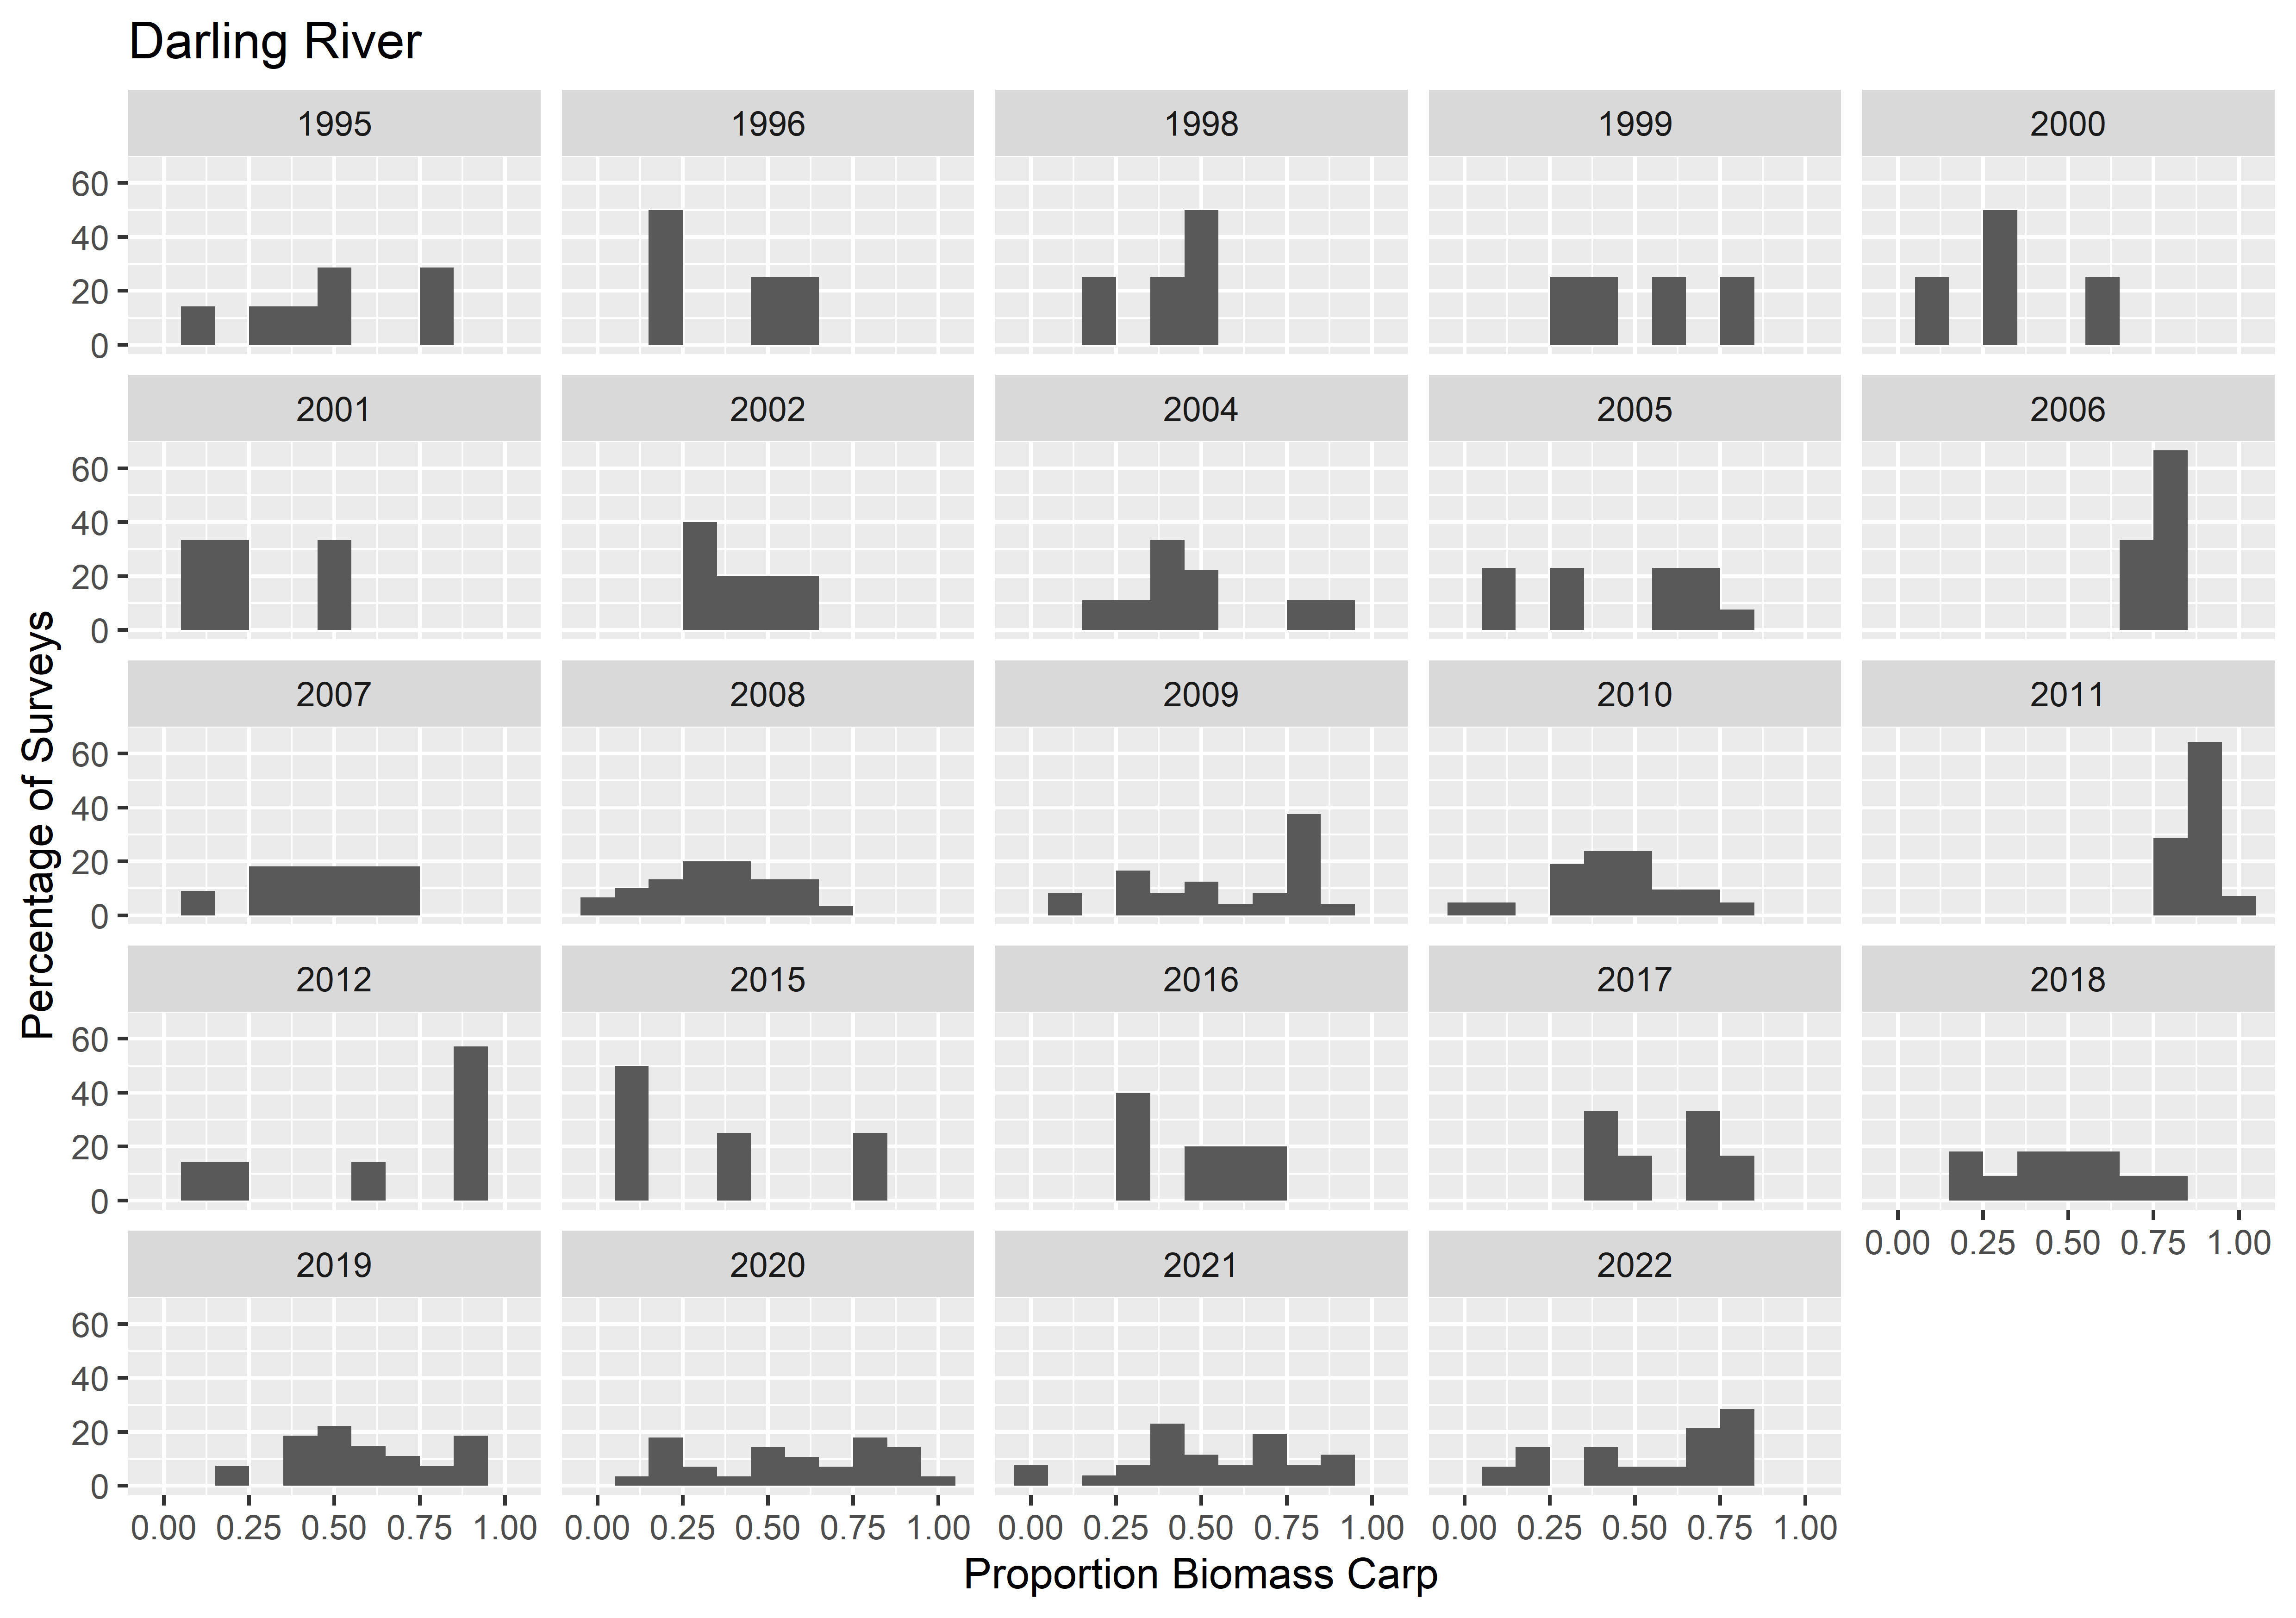 Darling River
1995 1996 1998 1999 2000
60
40
20
0
2001 2002 2004 2005 2006
60
40
20
0
2007 2008 2009 2010 2011
60
40
20
0
2012 2015 2016 2017 2018
60
40
20
0
0.00 0.25 0.50 0.75 1.00
2019 2020 2021 2022
60
40
20
0
0.00 0.25 0.50 0.75 1.00 0.00 0.25 0.50 0.75 1.00 0.00 0.25 0.50 0.75 1.00 0.00 0.25 0.50 0.75 1.00
Proportion Biomass Carp
Percentage of Surveys